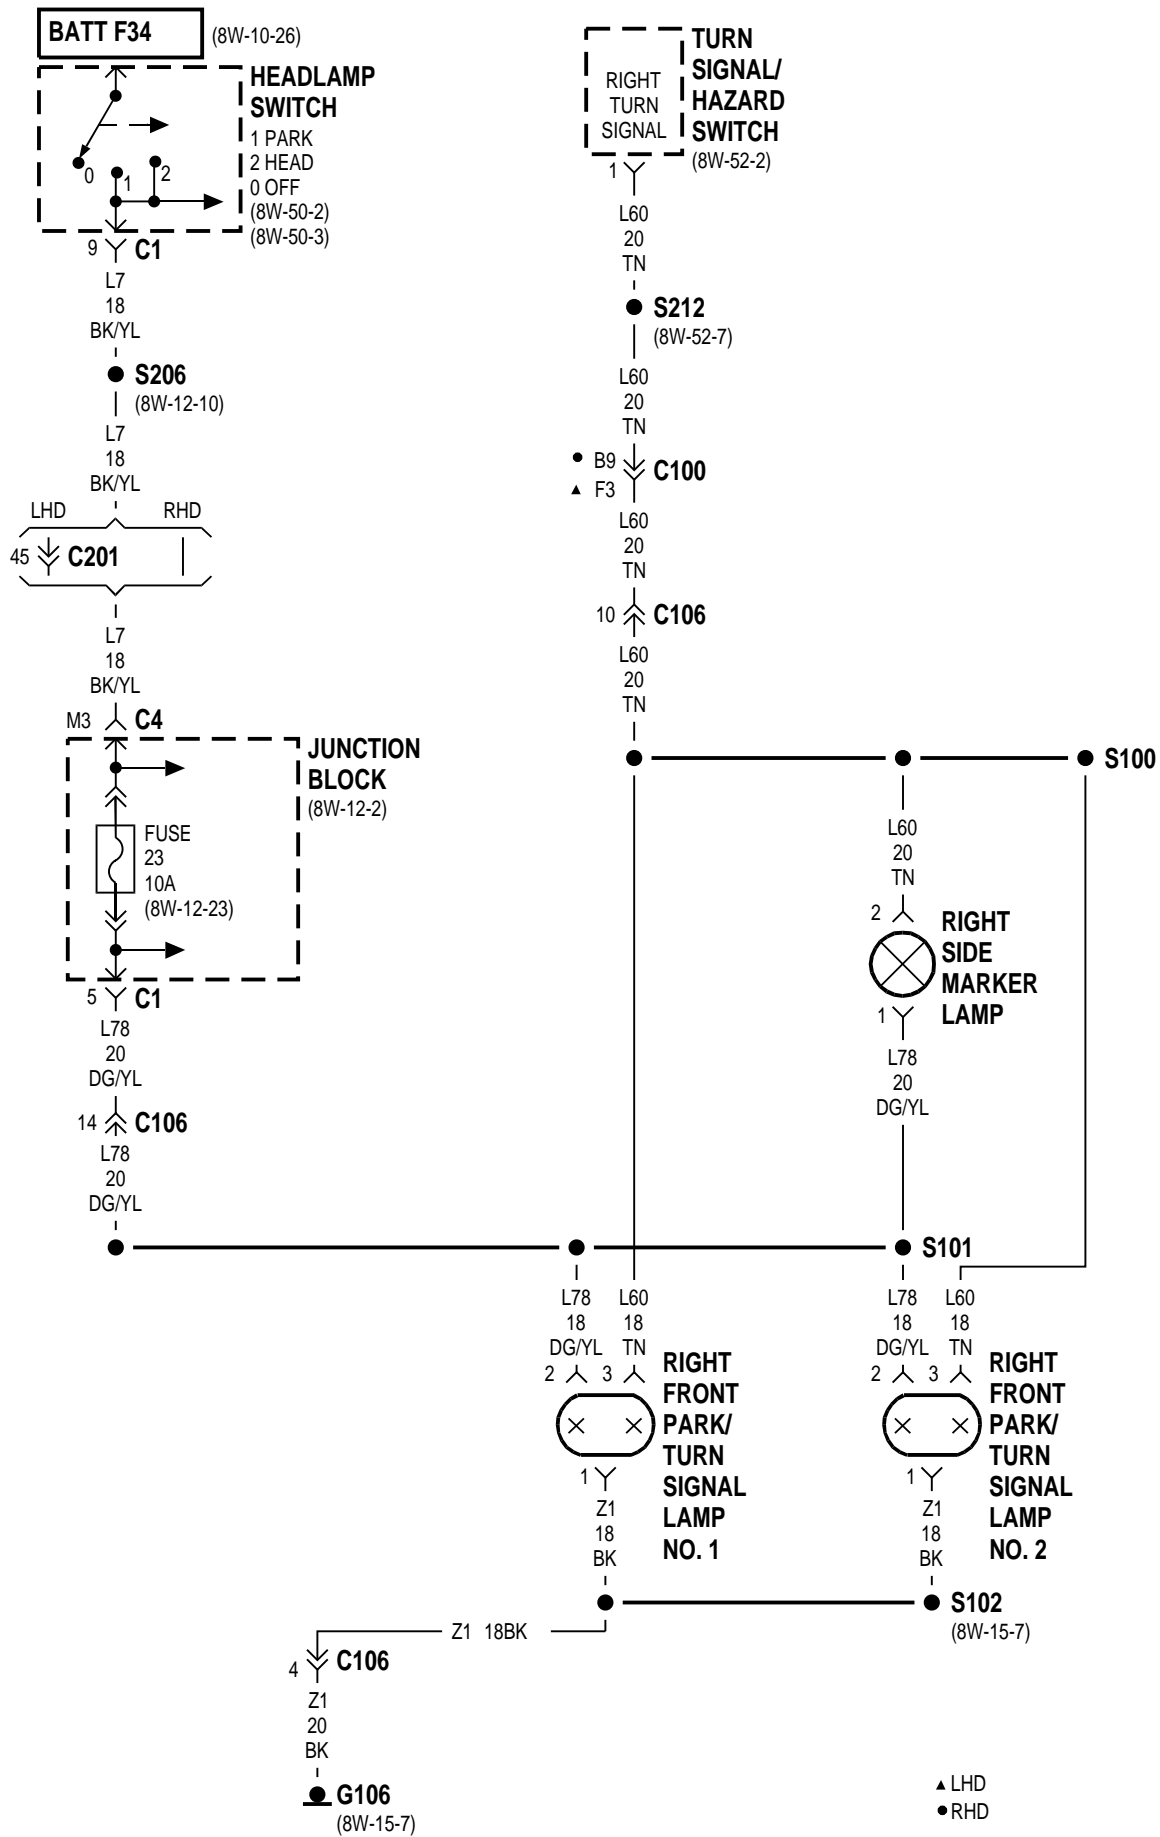 BATT F34
(8W-10-26)
HEADLAMP
SWITCH
1 PARK
2 HEAD
0 OFF
(8W-50-2)
(8W-50-3)
0
1
2
9
C1
L7
18
BK/YL
S206
(8W-12-10)
L7
18
BK/YL
LHD
RHD
45
C201
L7
18
BK/YL
M3
C4
JUNCTION
BLOCK
(8W-12-2)
FUSE
23
10A
(8W-12-23)
5
C1
L78
20
DG/YL
14
C106
L78
20
DG/YL
RIGHT
TURN
SIGNAL
TURN
SIGNAL/
HAZARD
SWITCH
(8W-52-2)
1
L60
20
TN
S212
(8W-52-7)
L60
20
TN
● B9
▲ F3
C100
L60
20
TN
10
C106
L60
20
TN
S100
L60
20
TN
2
RIGHT
SIDE
MARKER
LAMP
1
L78
20
DG/YL
S101
L78
18
DG/YL
2
L60
18
TN
3
RIGHT
FRONT
PARK/
TURN
SIGNAL
LAMP
NO. 1
1
Z1
18
BK
L78
18
DG/YL
2
L60
18
TN
3
RIGHT
FRONT
PARK/
TURN
SIGNAL
LAMP
NO. 2
1
Z1
18
BK
S102
(8W-15-7)
Z1 18BK
4
C106
Z1
20
BK
G106
(8W-15-7)
▲ LHD
● RHD